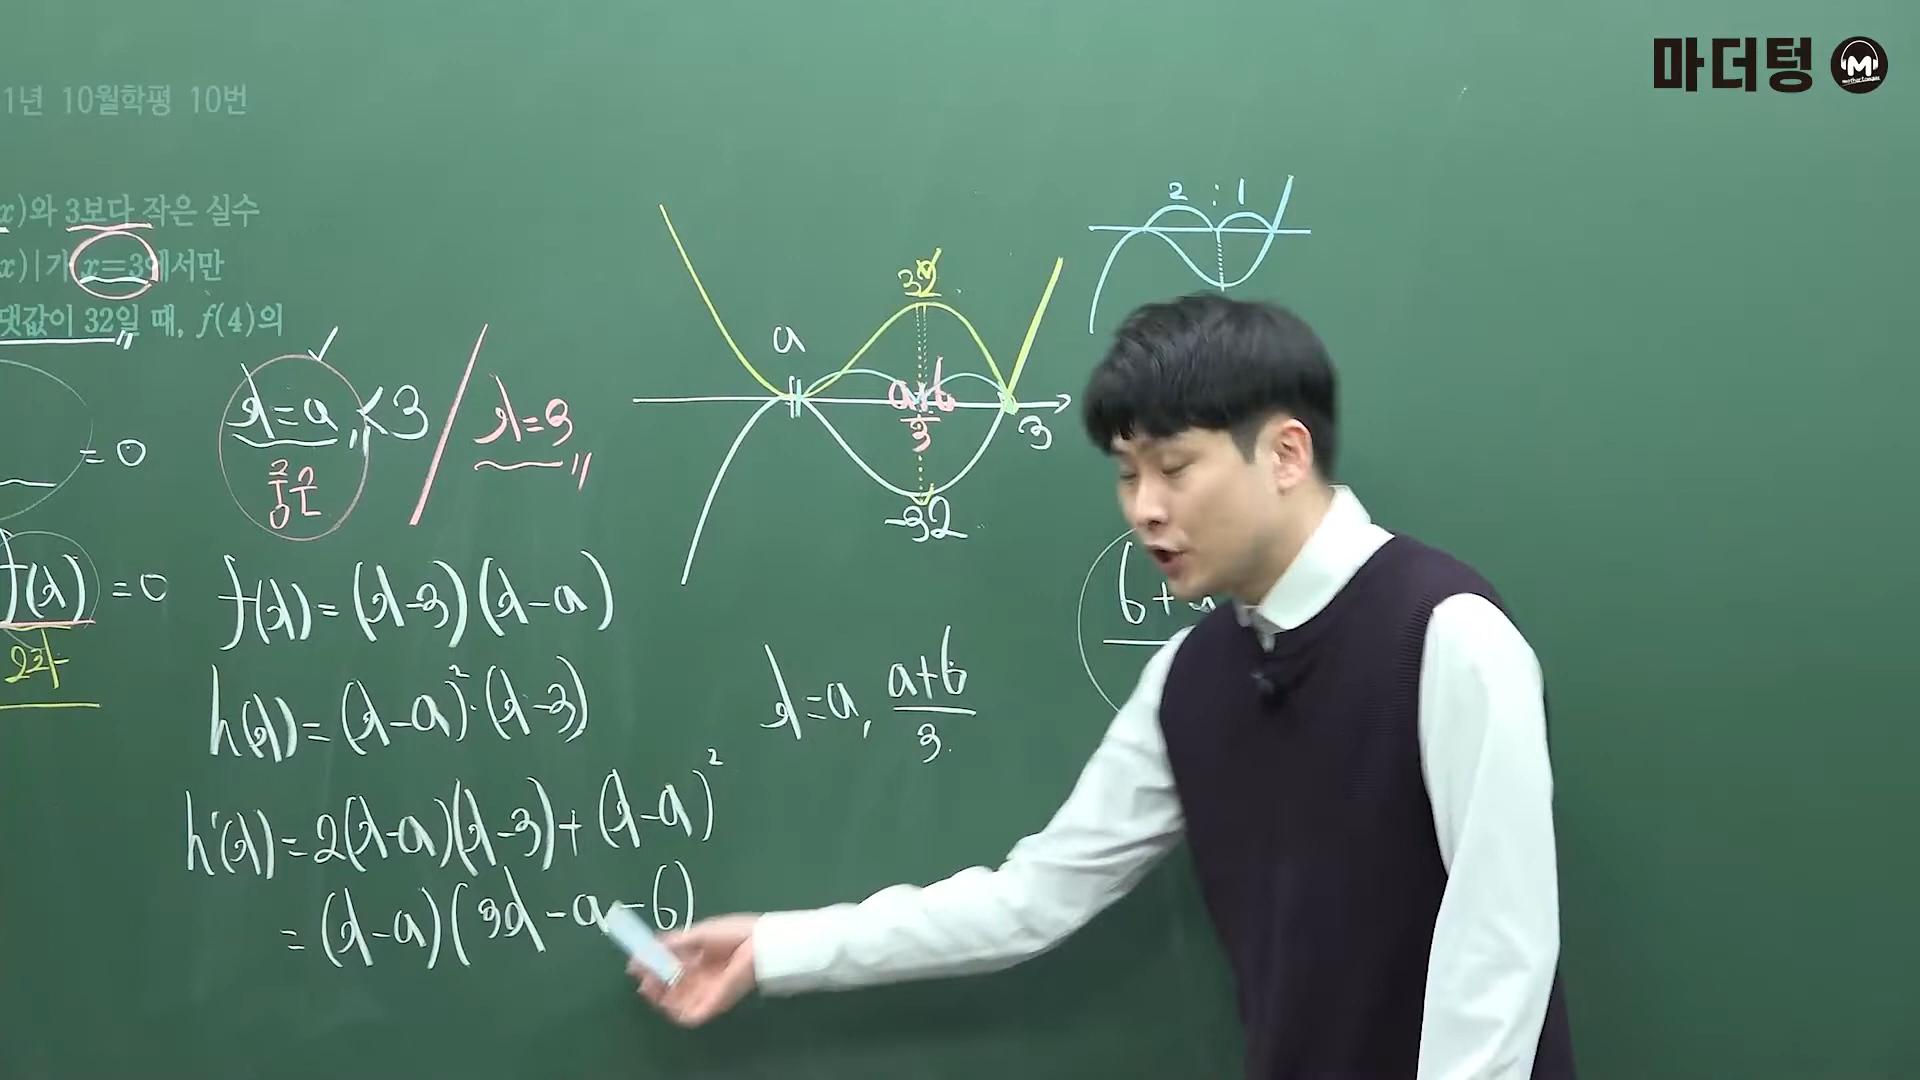 마더텅 M
1년 10월학평 10번
x)와 3보다 작은 실수
x)|가 x=3에서만
댓값이 32일 때, f(4)의
2 : 1
32
a
a+6
3
3
-32
x=a, <3 / x=3
중근
=0
f(x)=0
2차
f(x)=(x-3)(x-a)
h(x)=(x-a)²·(x-3)
x=a, a+6
3
6+a
h'(x)=2(x-a)(x-3)+(x-a)²
=(x-a)(3x-a-6)